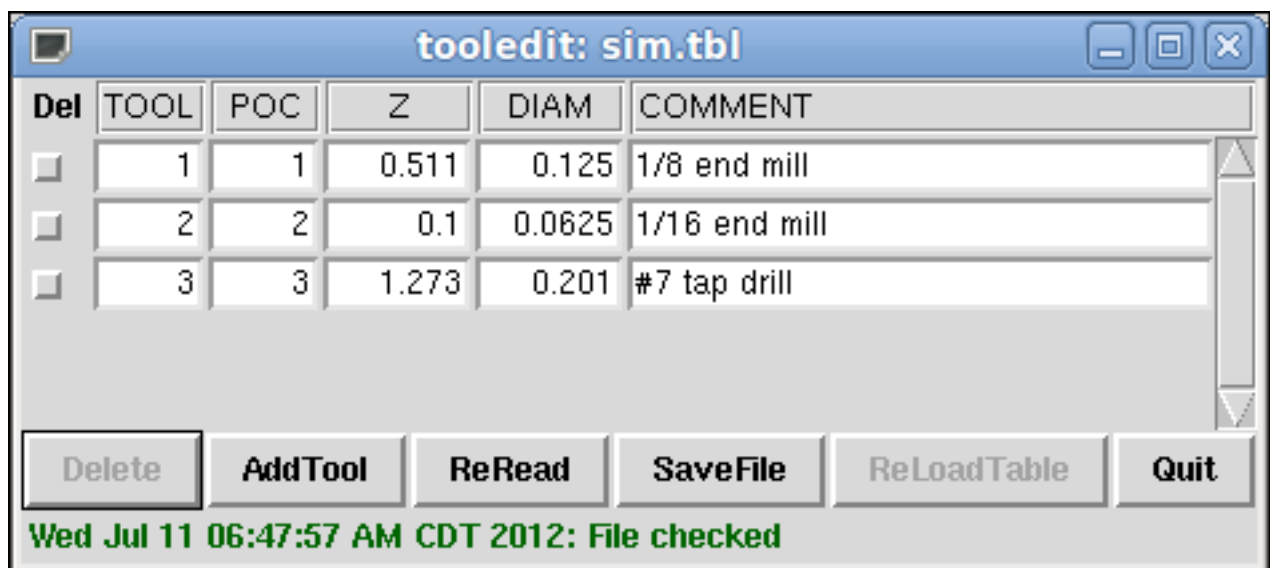 tooledit: sim.tbl
Del TOOL POC Z DIAM COMMENT
1 1 0.511 0.125 1/8 end mill
2 2 0.1 0.0625 1/16 end mill
3 3 1.273 0.201 #7 tap drill
Delete AddTool ReRead SaveFile ReLoadTable Quit
Wed Jul 11 06:47:57 AM CDT 2012: File checked